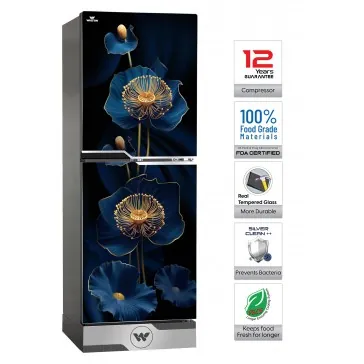 WALTON
12
Years
GUARANTEE
Compressor
100%
Food Grade
Materials
FDA CERTIFIED
Real
Tempered Glass
More Durable
SILVER
CLEAN ++
Prevents Bacteria
Keeps food
Fresh for longer